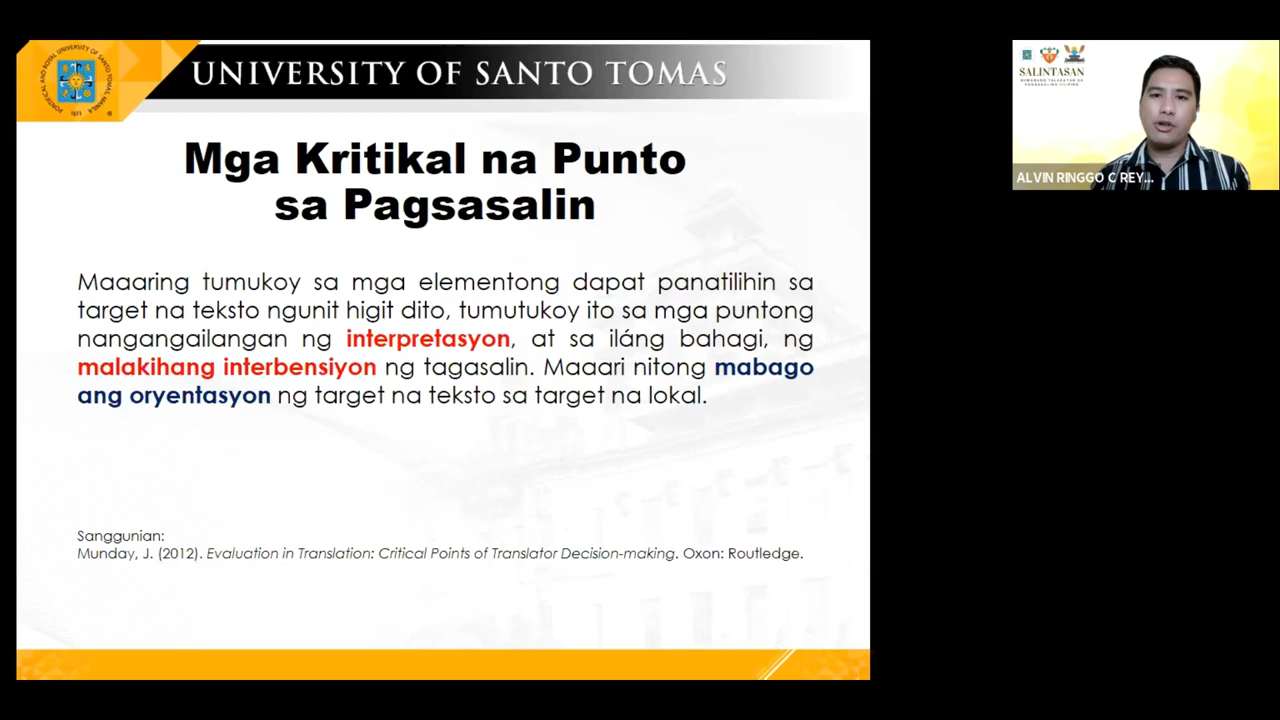 UNIVERSITY OF SANTO TOMAS
Mga Kritikal na Punto
sa Pagsasalin
Maaaring tumukoy sa mga elementong dapat panatilihin sa
target na teksto ngunit higit dito, tumutukoy ito sa mga puntong
nangangailangan ng interpretasyon, at sa iláng bahagi, ng
malakihang interbensiyon ng tagasalin. Maaari nitong mabago
ang oryentasyon ng target na teksto sa target na lokal.
Sanggunian:
Munday, J. (2012). Evaluation in Translation: Critical Points of Translator Decision-making. Oxon: Routledge.
SALINTASAN
ALVIN RINGGO C REY...